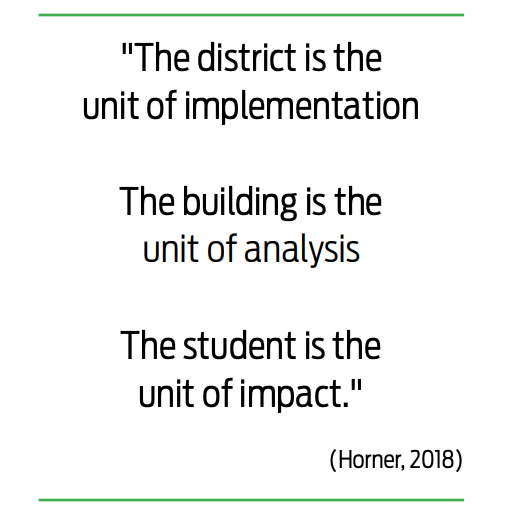 "The district is the
unit of implementation
The building is the
unit of analysis
The student is the
unit of impact."
(Horner, 2018)